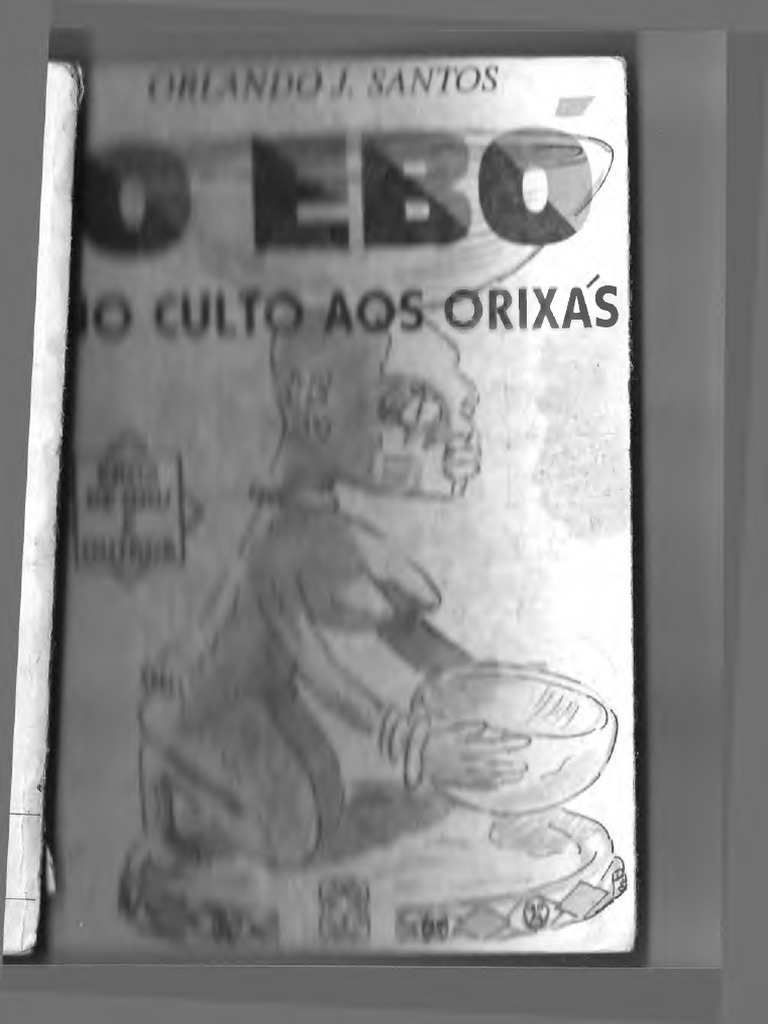 ORLANDO J. SANTOS
O EBÓ
NO CULTO AOS ORIXÁS